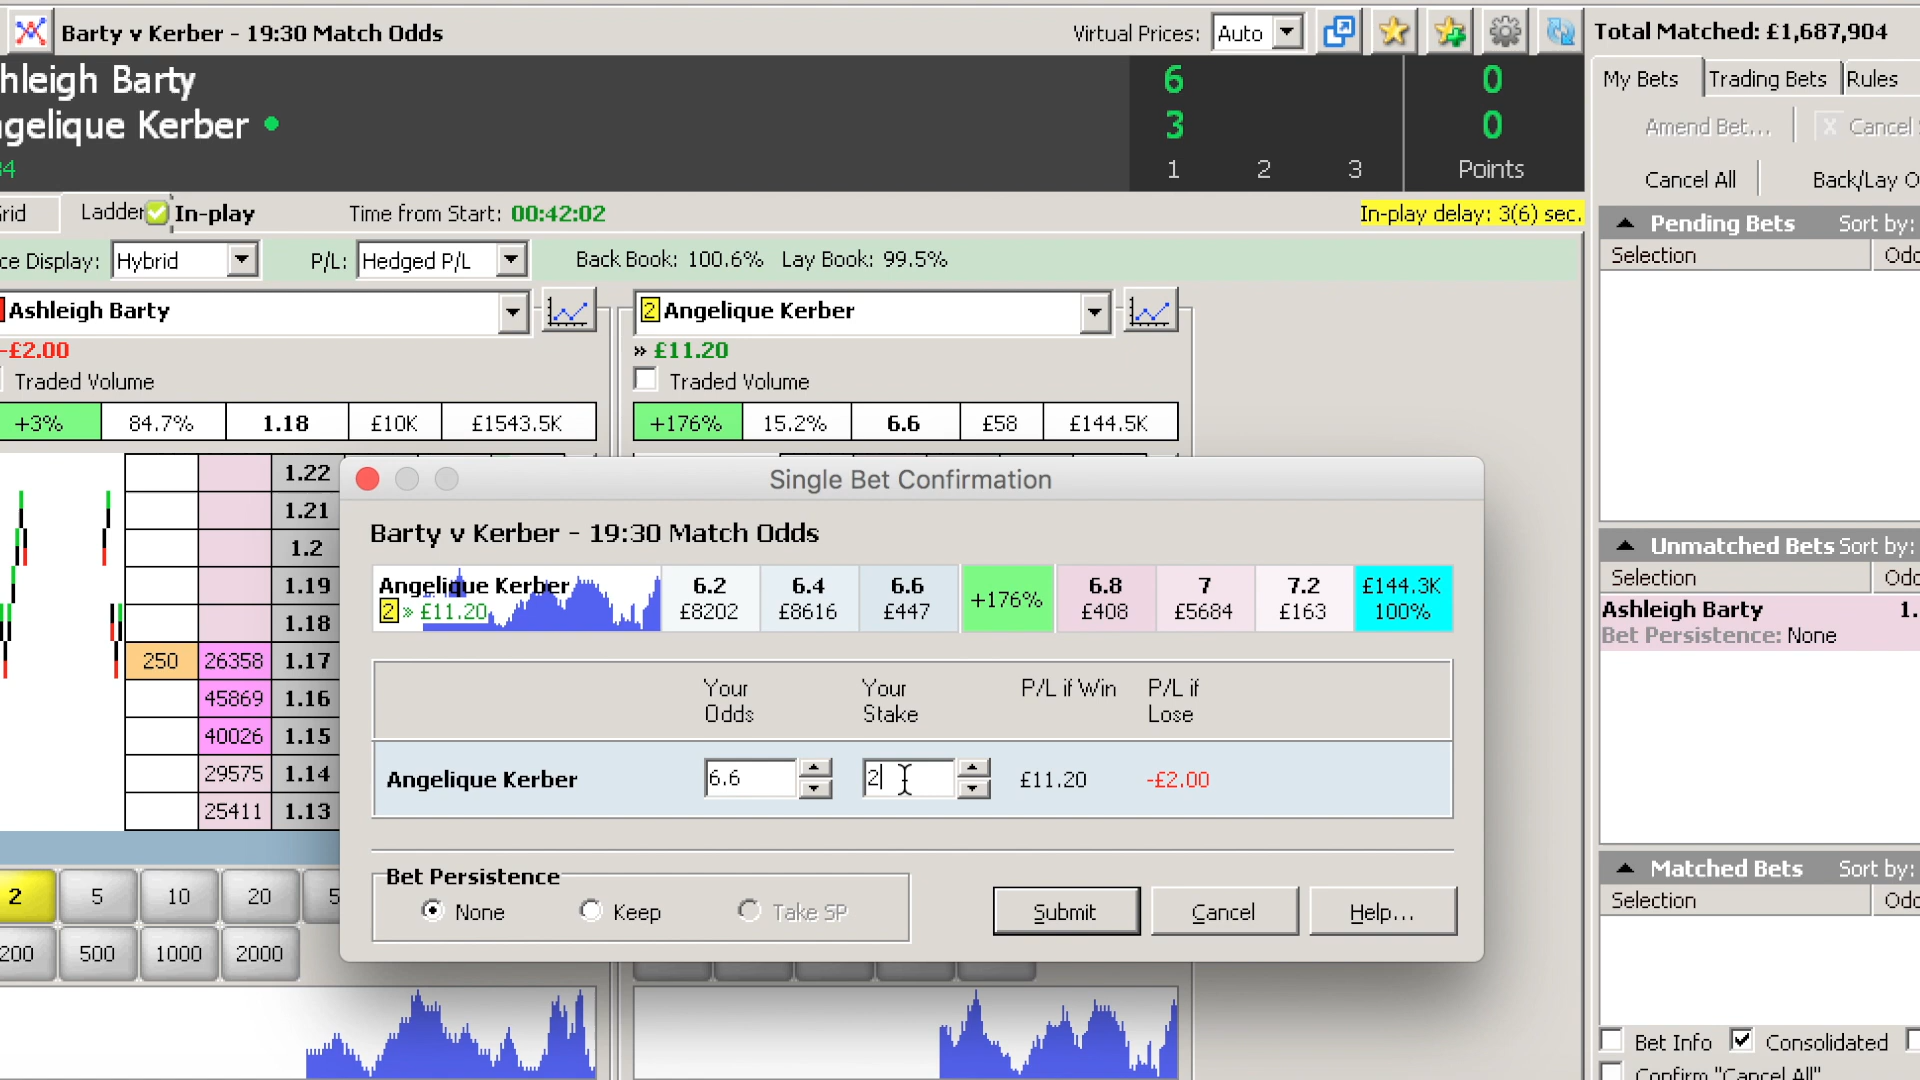 Barty v Kerber - 19:30 Match Odds
Virtual Prices: Auto
Total Matched: £1,687,904
hleigh Barty 6 0
gelique Kerber 3 0
34 1 2 3 Points
My Bets Trading Bets Rules
Amend Bet... X Cancel
Cancel All Back/Lay O
rid Ladder In-play Time from Start: 00:42:02 In-play delay: 3(6) sec.
ce Display: Hybrid P/L: Hedged P/L Back Book: 100.6% Lay Book: 99.5%
Pending Bets Sort by:
Selection Odd
Ashleigh Barty 2 Angelique Kerber
-£2.00 » £11.20
Traded Volume Traded Volume
+3% 84.7% 1.18 £10K £1543.5K +176% 15.2% 6.6 £58 £144.5K
1.22
1.21
1.2
1.19
1.18
250 26358 1.17
45869 1.16
40026 1.15
29575 1.14
25411 1.13
Single Bet Confirmation
Barty v Kerber - 19:30 Match Odds
Angelique Kerber 6.2 6.4 6.6 +176% 6.8 7 7.2 £144.3K
2 » £11.20 £8202 £8616 £447 £408 £5684 £163 100%
Your Odds Your Stake P/L if Win P/L if Lose
Angelique Kerber 6.6 2 £11.20 -£2.00
Bet Persistence
None Keep Take SP
Submit Cancel Help...
2 5 10 20 5
200 500 1000 2000
Unmatched Bets Sort by:
Selection Odd
Ashleigh Barty 1.
Bet Persistence: None
Matched Bets Sort by:
Selection Odd
Bet Info Consolidated
Confirm "Cancel All"